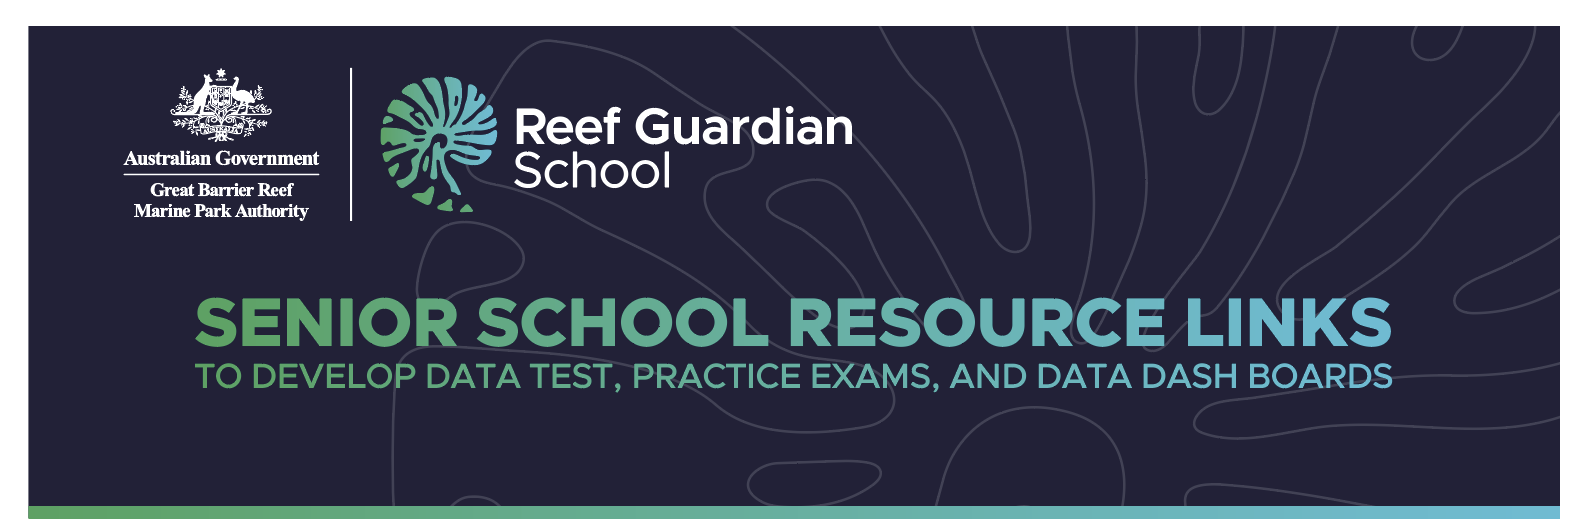 Australian Government
Great Barrier Reef
Marine Park Authority
Reef Guardian
School
SENIOR SCHOOL RESOURCE LINKS
TO DEVELOP DATA TEST, PRACTICE EXAMS, AND DATA DASH BOARDS